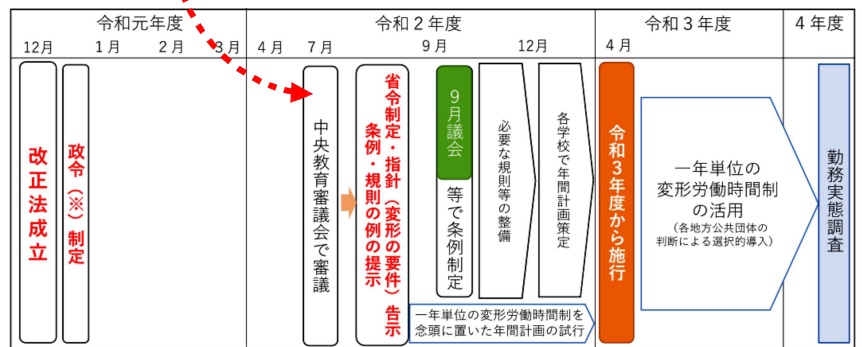 令和元年度
令和２年度
令和３年度
４年度
12月
１月
２月
３月
４月
７月
９月
12月
４月
改正法成立
政令（※）制定
中央教育審議会で審議
省令制定・指針（変形の要件）告示
条例・規則の例の提示
９月議会
等で条例制定
必要な規則等の整備
各学校で年間計画策定
一年単位の変形労働時間制を
念頭に置いた年間計画の試行
令和３年度から施行
一年単位の
変形労働時間制
の活用
（各地方公共団体の
判断による選択的導入）
勤務実態調査